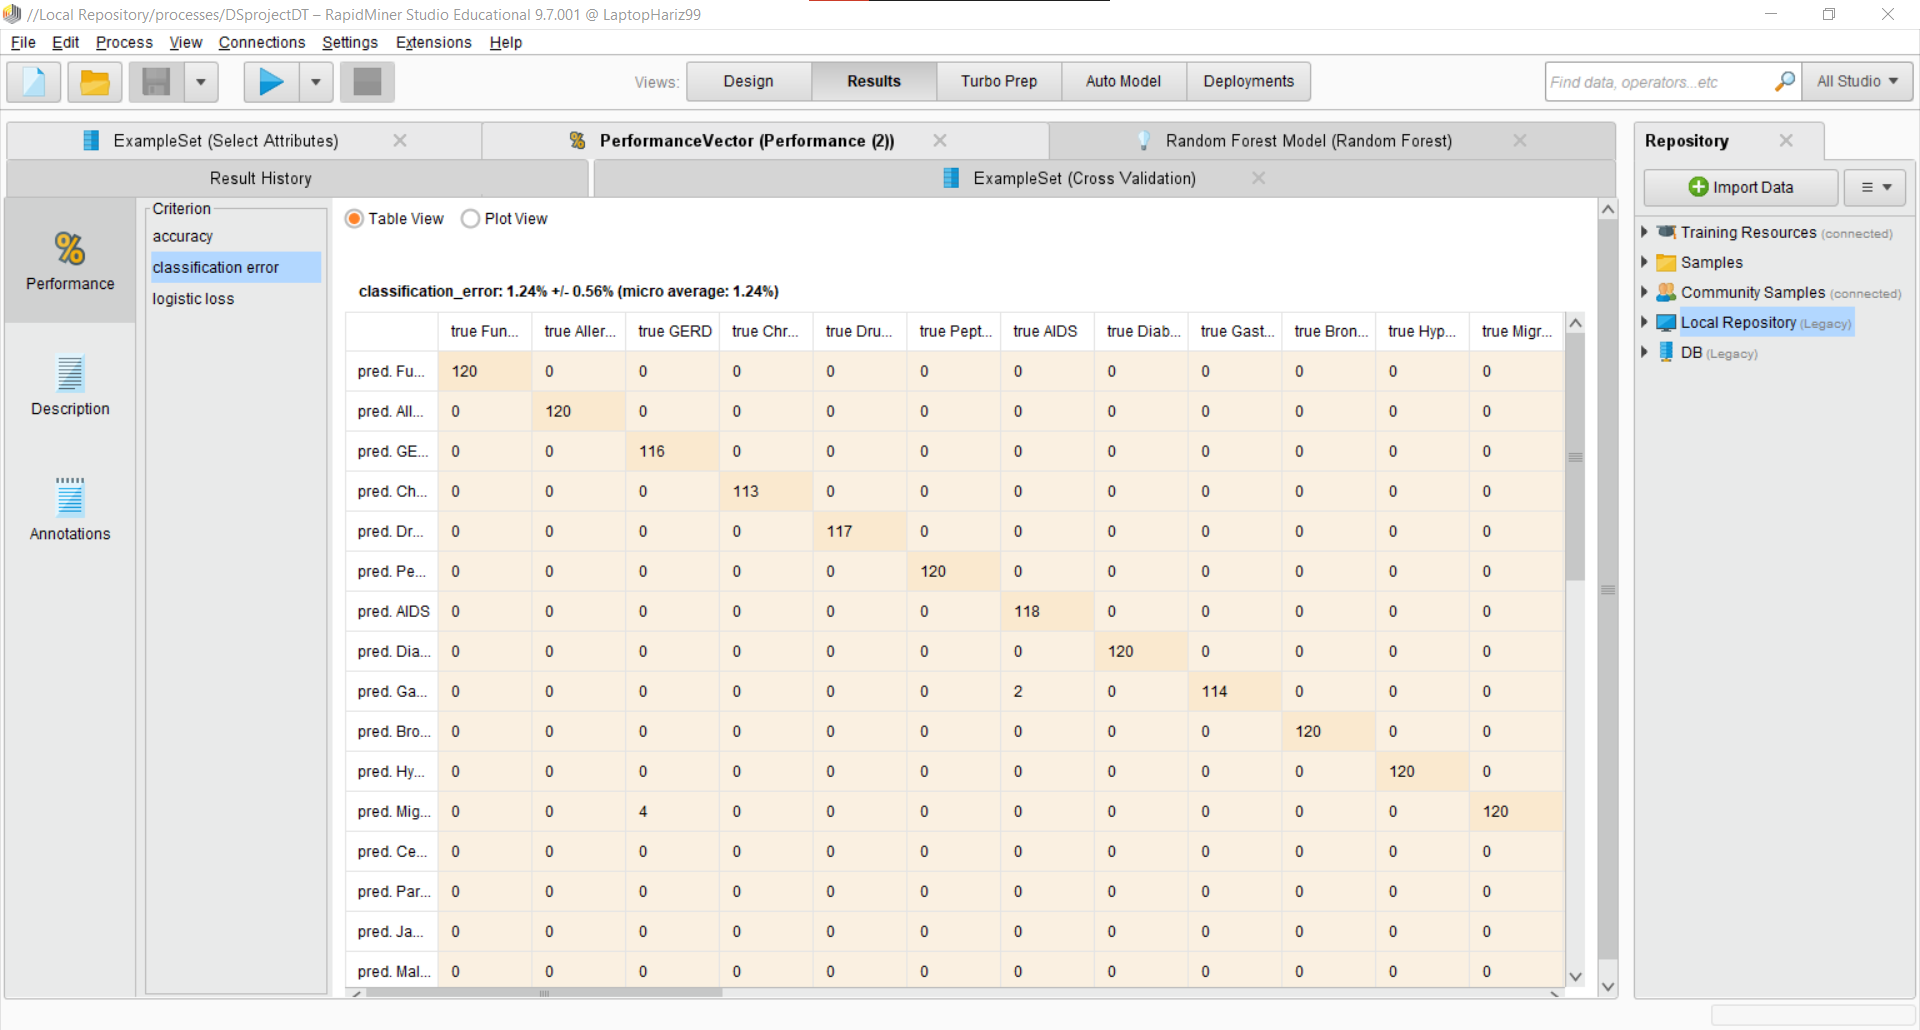 //Local Repository/processes/DSprojectDT – RapidMiner Studio Educational 9.7.001 @ LaptopHariz99
File Edit Process View Connections Settings Extensions Help
Views: Design Results Turbo Prep Auto Model Deployments Find data, operators...etc All Studio
ExampleSet (Select Attributes) % PerformanceVector (Performance (2)) Random Forest Model (Random Forest)
Result History ExampleSet (Cross Validation)
Repository
Import Data
Training Resources (connected)
Samples
Community Samples (connected)
Local Repository (Legacy)
DB (Legacy)
%
Performance
Description
Annotations
Criterion
accuracy
classification error
logistic loss
Table View Plot View
classification_error: 1.24% +/- 0.56% (micro average: 1.24%)
true Fun... true Aller... true GERD true Chr... true Dru... true Pept... true AIDS true Diab... true Gast... true Bron... true Hyp... true Migr...
pred. Fu... 120 0 0 0 0 0 0 0 0 0 0 0
pred. All... 0 120 0 0 0 0 0 0 0 0 0 0
pred. GE... 0 0 116 0 0 0 0 0 0 0 0 0
pred. Ch... 0 0 0 113 0 0 0 0 0 0 0 0
pred. Dr... 0 0 0 0 117 0 0 0 0 0 0 0
pred. Pe... 0 0 0 0 0 120 0 0 0 0 0 0
pred. AIDS 0 0 0 0 0 0 118 0 0 0 0 0
pred. Dia... 0 0 0 0 0 0 0 120 0 0 0 0
pred. Ga... 0 0 0 0 0 0 2 0 114 0 0 0
pred. Bro... 0 0 0 0 0 0 0 0 0 120 0 0
pred. Hy... 0 0 0 0 0 0 0 0 0 0 120 0
pred. Mig... 0 0 4 0 0 0 0 0 0 0 0 120
pred. Ce... 0 0 0 0 0 0 0 0 0 0 0 0
pred. Par... 0 0 0 0 0 0 0 0 0 0 0 0
pred. Ja... 0 0 0 0 0 0 0 0 0 0 0 0
pred. Mal... 0 0 0 0 0 0 0 0 0 0 0 0